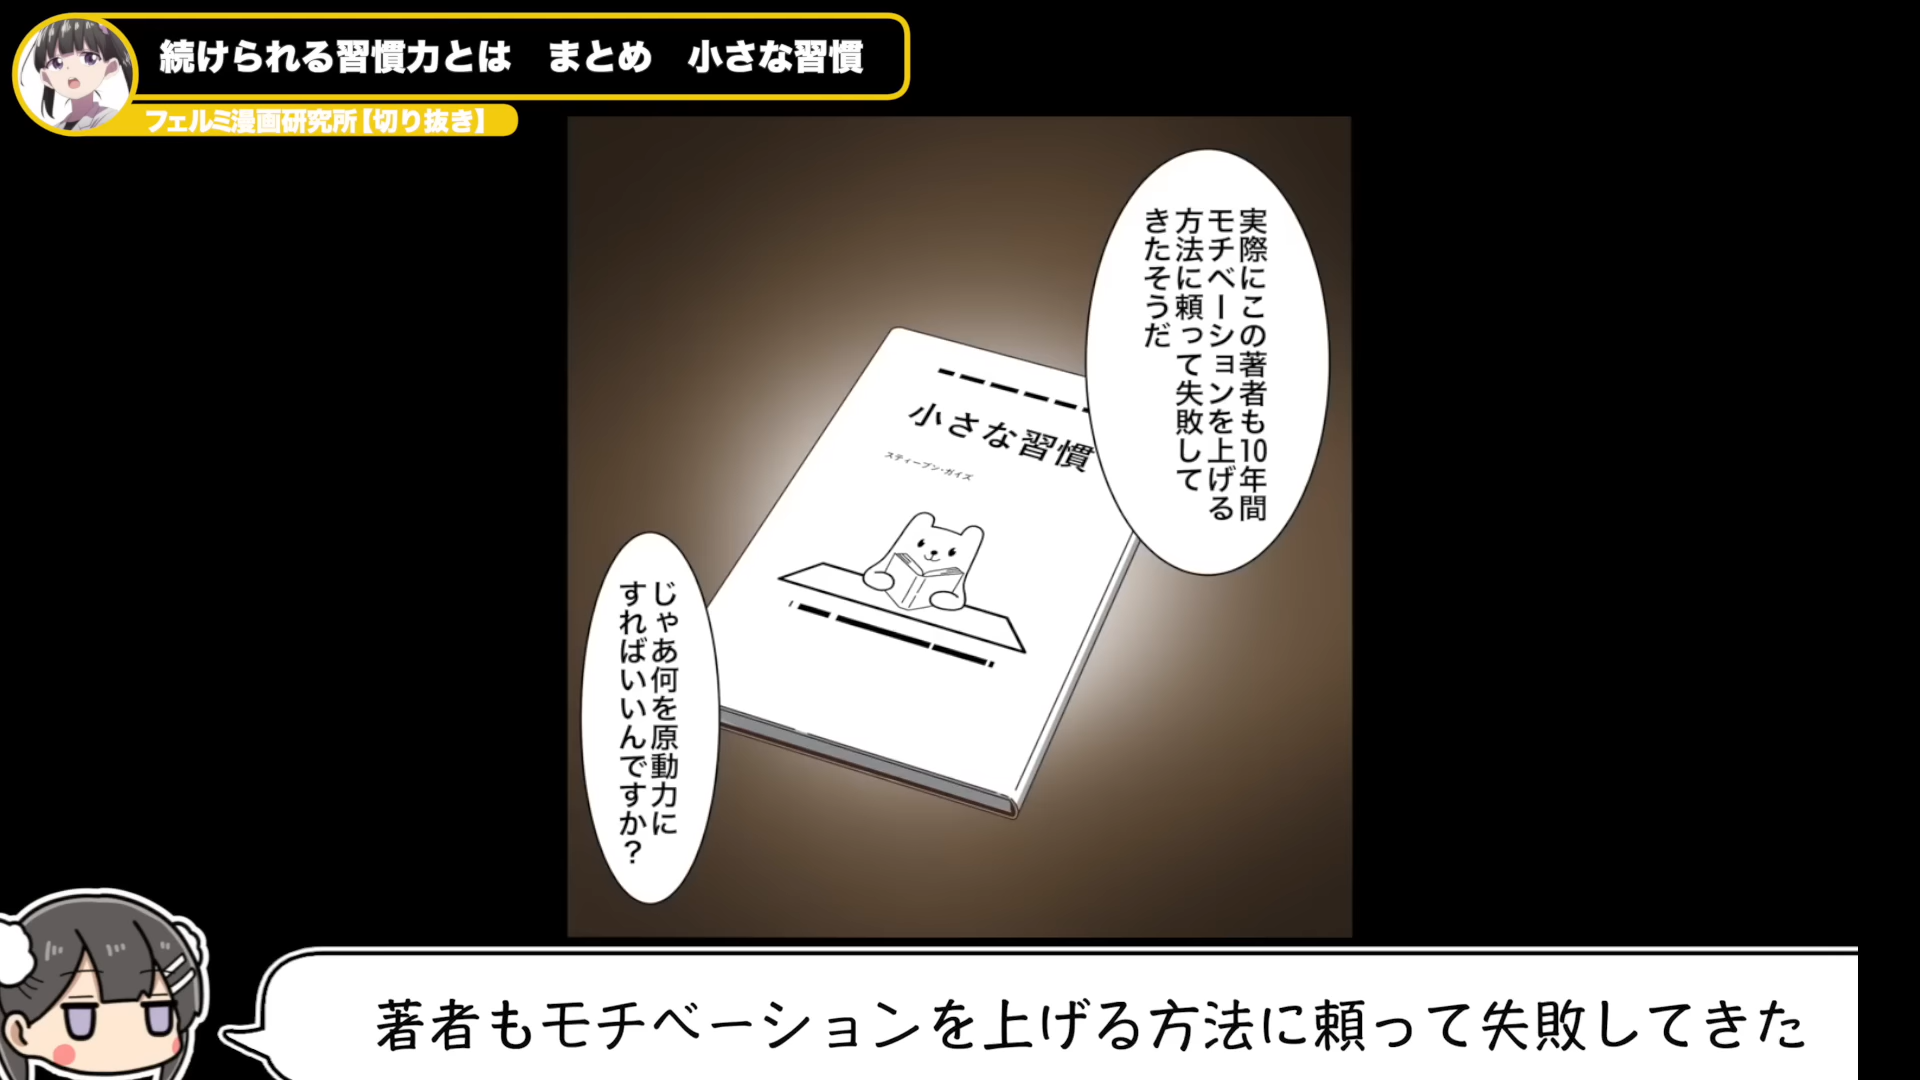 続けられる習慣力とは　まとめ　小さな習慣
フェルミ漫画研究所【切り抜き】
実際にこの著者も10年間
モチベーションを上げる
方法に頼って失敗して
きたそうだ
小さな習慣
スティーブン・ガイズ
じゃあ何を原動力に
すればいいんですか？
著者もモチベーションを上げる方法に頼って失敗してきた